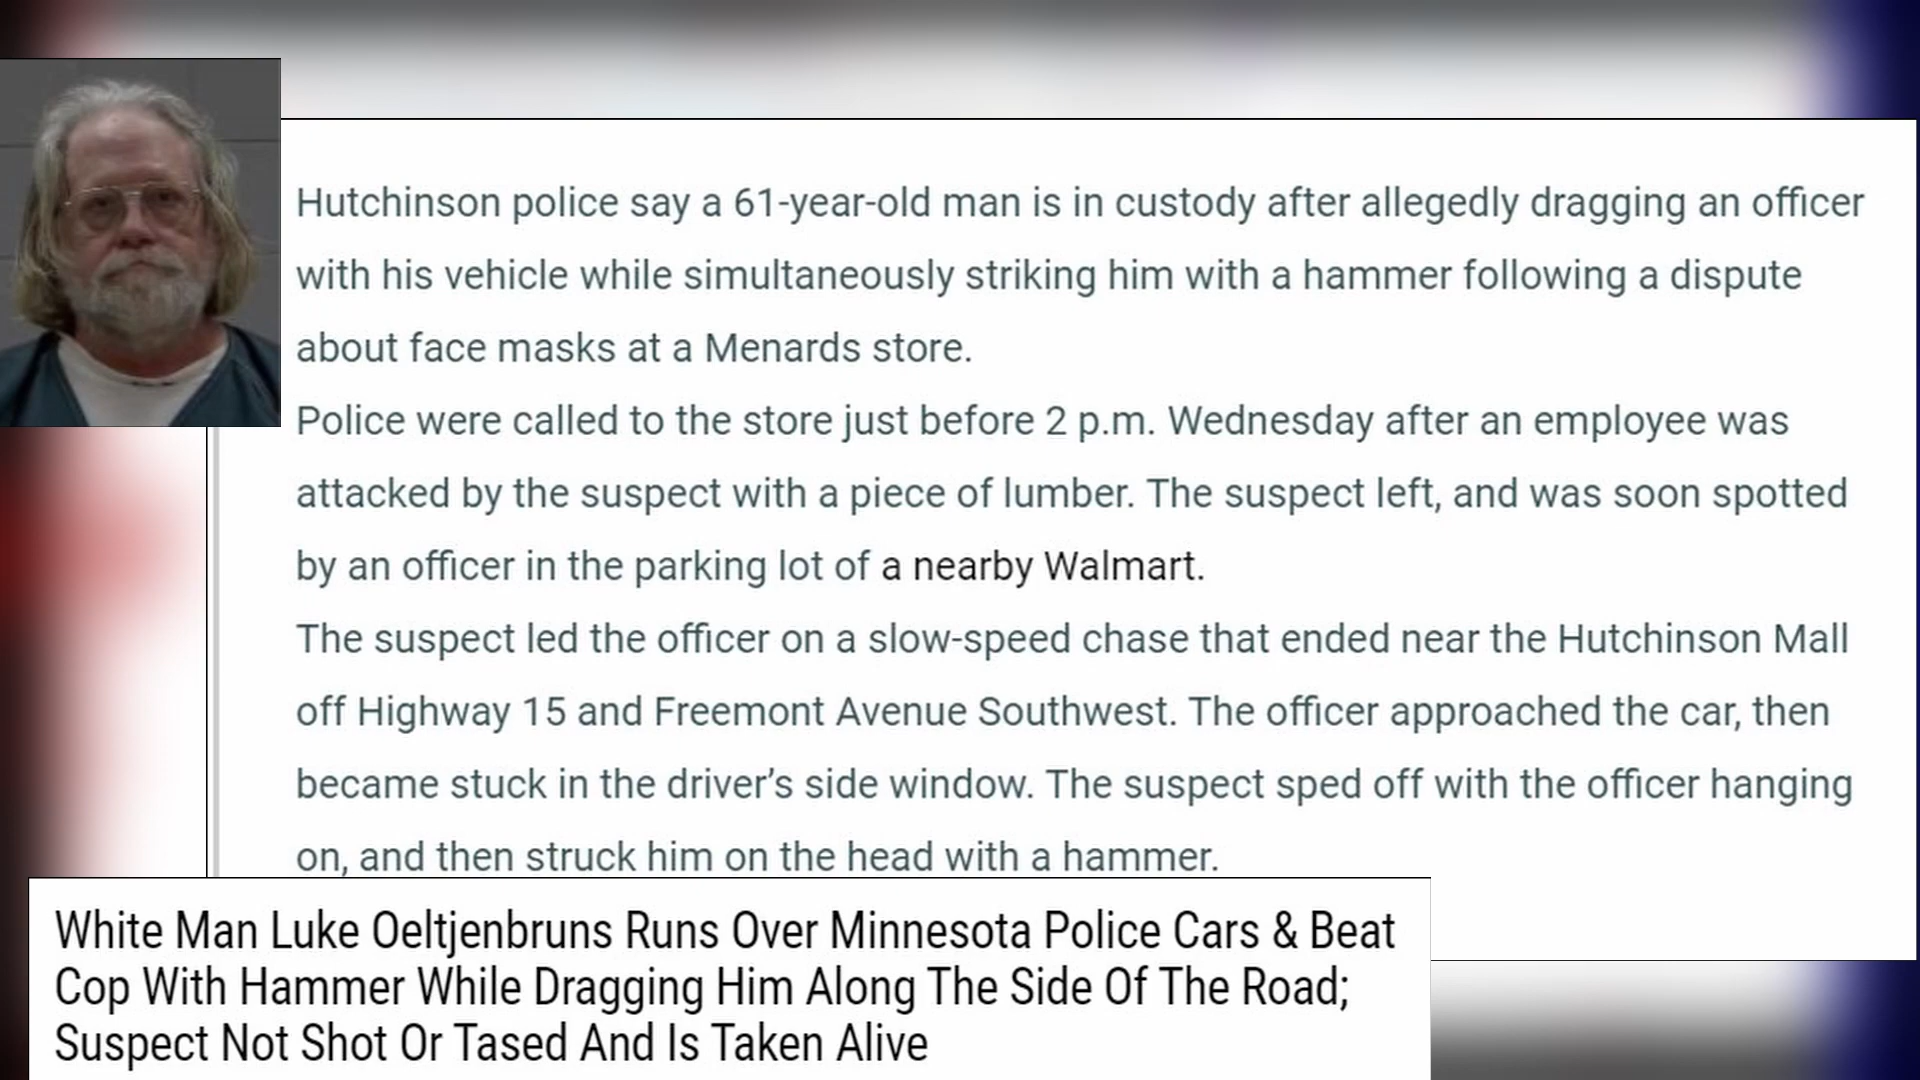 Hutchinson police say a 61-year-old man is in custody after allegedly dragging an officer
with his vehicle while simultaneously striking him with a hammer following a dispute
about face masks at a Menards store.
Police were called to the store just before 2 p.m. Wednesday after an employee was
attacked by the suspect with a piece of lumber. The suspect left, and was soon spotted
by an officer in the parking lot of a nearby Walmart.
The suspect led the officer on a slow-speed chase that ended near the Hutchinson Mall
off Highway 15 and Freemont Avenue Southwest. The officer approached the car, then
became stuck in the driver’s side window. The suspect sped off with the officer hanging
on, and then struck him on the head with a hammer.
White Man Luke Oeltjenbruns Runs Over Minnesota Police Cars & Beat
Cop With Hammer While Dragging Him Along The Side Of The Road;
Suspect Not Shot Or Tased And Is Taken Alive